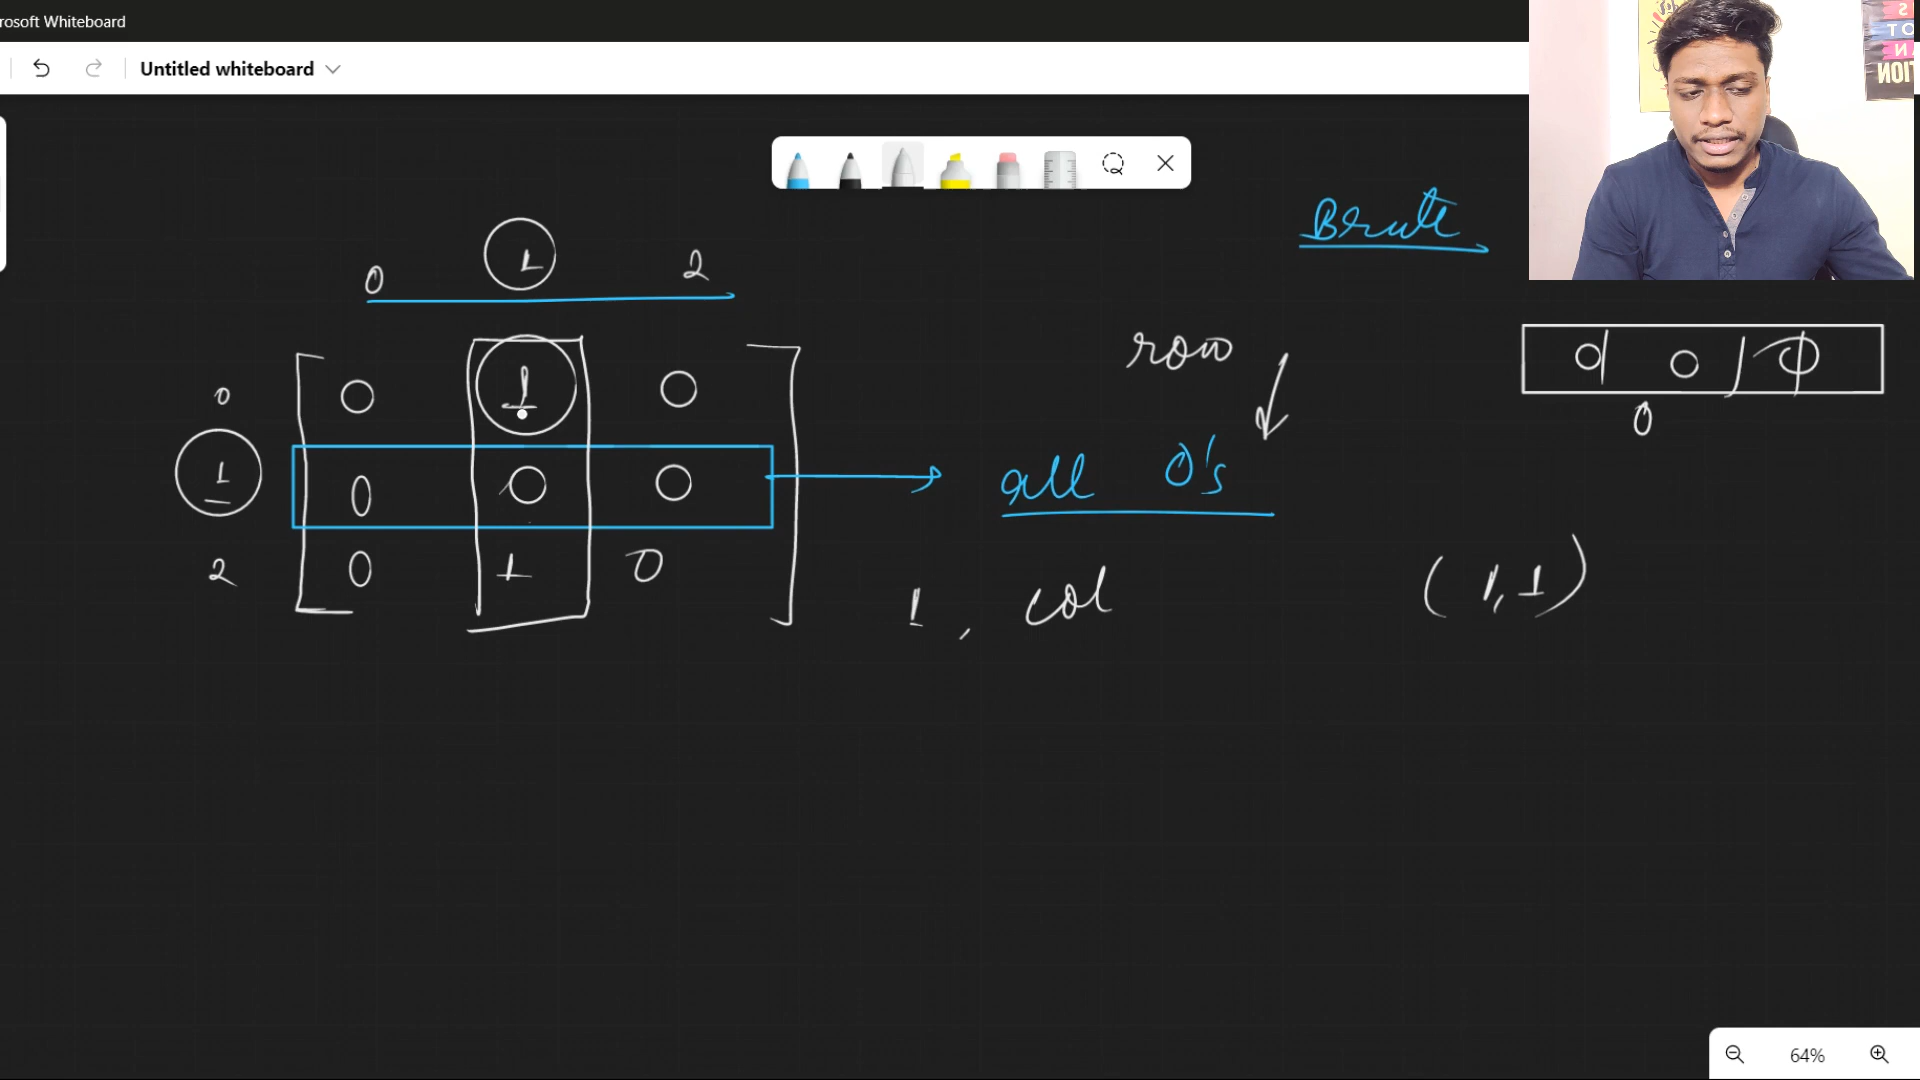 rosoft Whiteboard
Untitled whiteboard
Brute
0 1 2
0 0 1 0
row
0 0 0
0
1 0 0 0
all 0's
2 0 1 0
1, col
(1,1)
64%